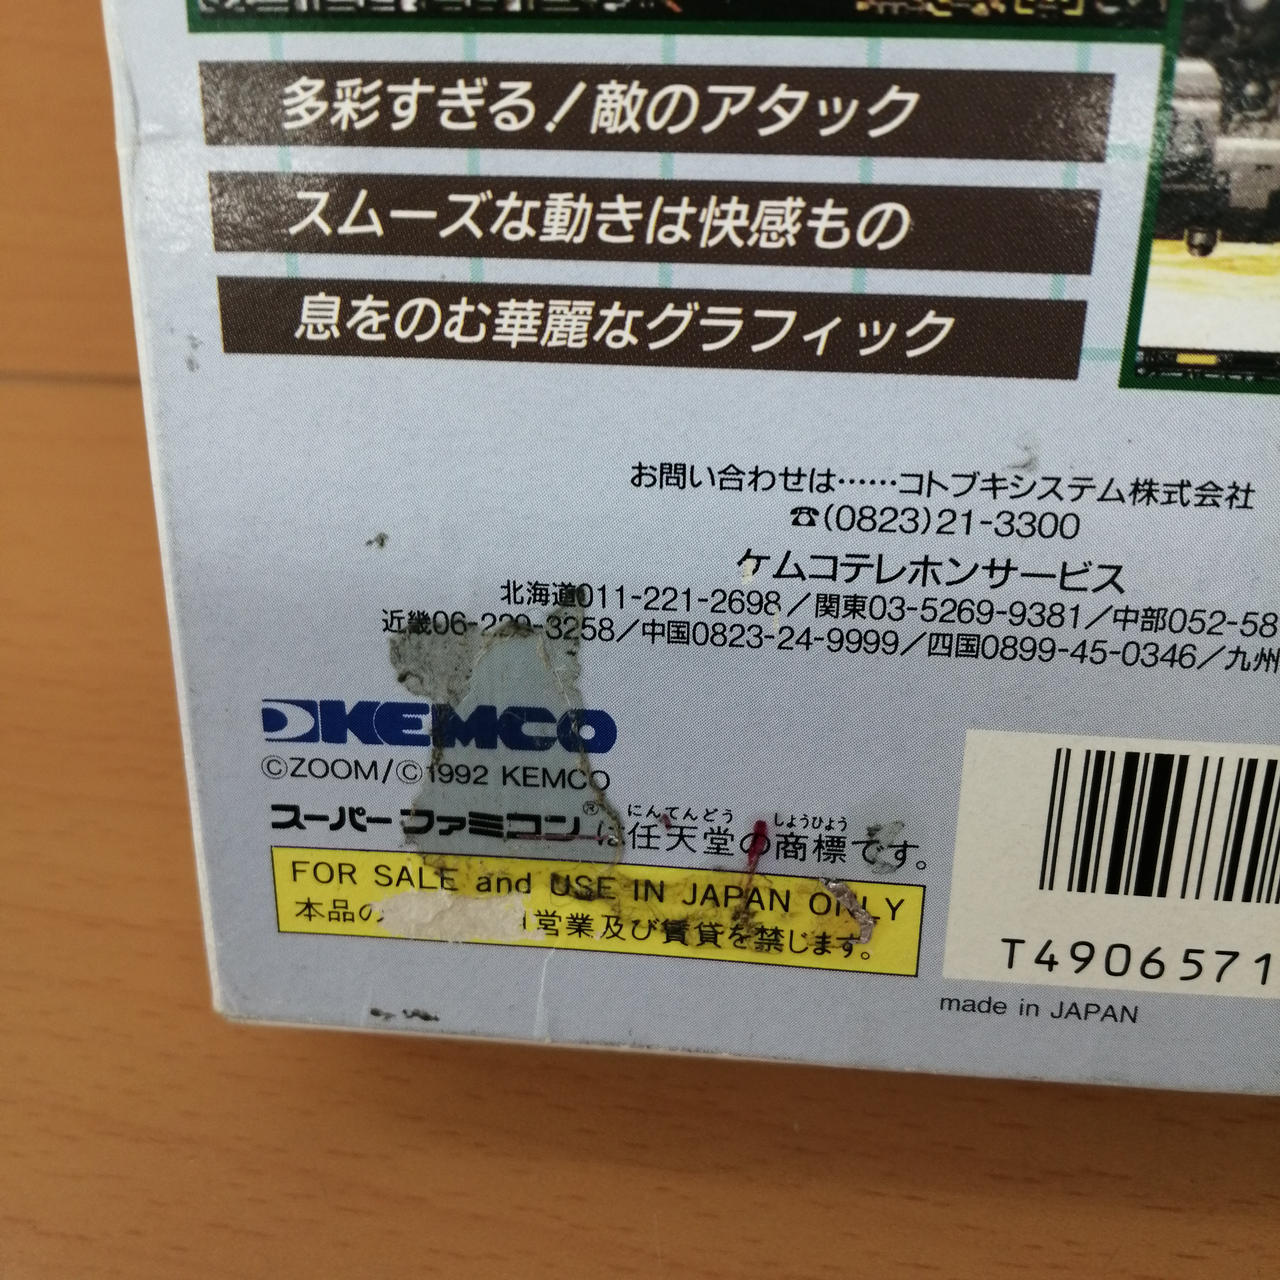 多彩すぎる!敵のアタック
スムーズな動きは快感もの
息をのむ華麗なグラフィック
お問い合わせは……コトブキシステム株式会社
☎(0823)21-3300
ケムコテレホンサービス
北海道011-221-2698/関東03-5269-9381/中部052-58
近畿06-229-3258/中国0823-24-9999/四国0899-45-0346/九州
KEMCO
©ZOOM/©1992 KEMCO
にんてんどう しょうひょう
スーパーファミコン®は任天堂の商標です。
FOR SALE and USE IN JAPAN ONLY
本品の 営業及び賃貸を禁じます。
T4906571
made in JAPAN